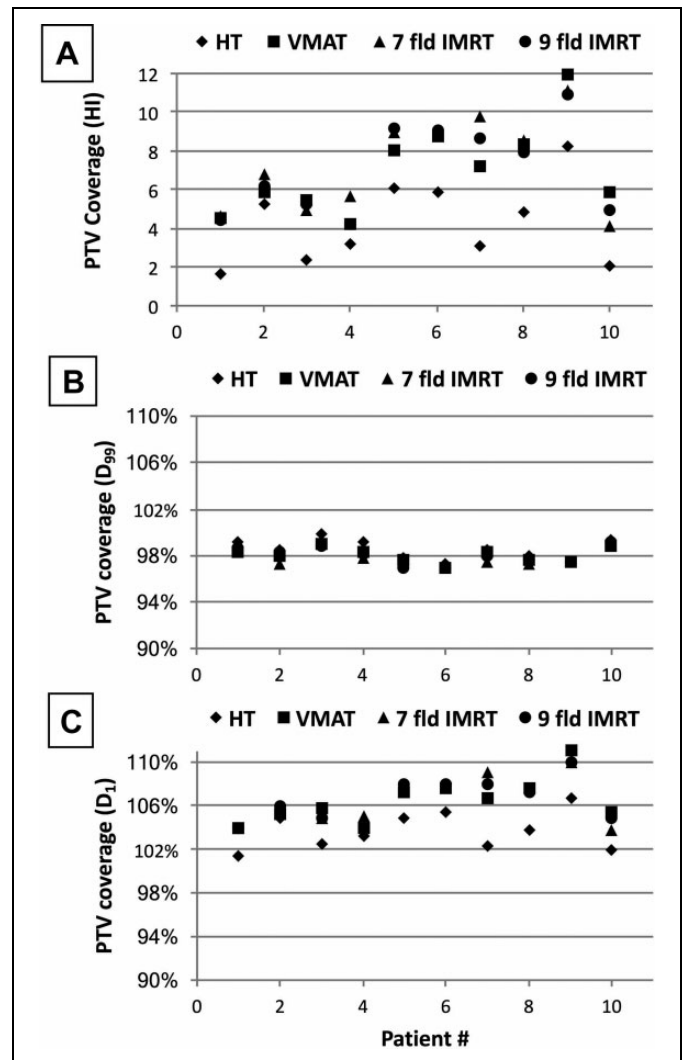 A
HT VMAT 7 fld IMRT 9 fld IMRT
PTV Coverage (HI)
12
10
8
6
4
2
0
0 2 4 6 8 10
B
HT VMAT 7 fld IMRT 9 fld IMRT
PTV coverage (D₉₉)
110%
106%
102%
98%
94%
90%
0 2 4 6 8 10
C
HT VMAT 7 fld IMRT 9 fld IMRT
PTV coverage (D₁)
110%
106%
102%
98%
94%
90%
0 2 4 6 8 10
Patient #